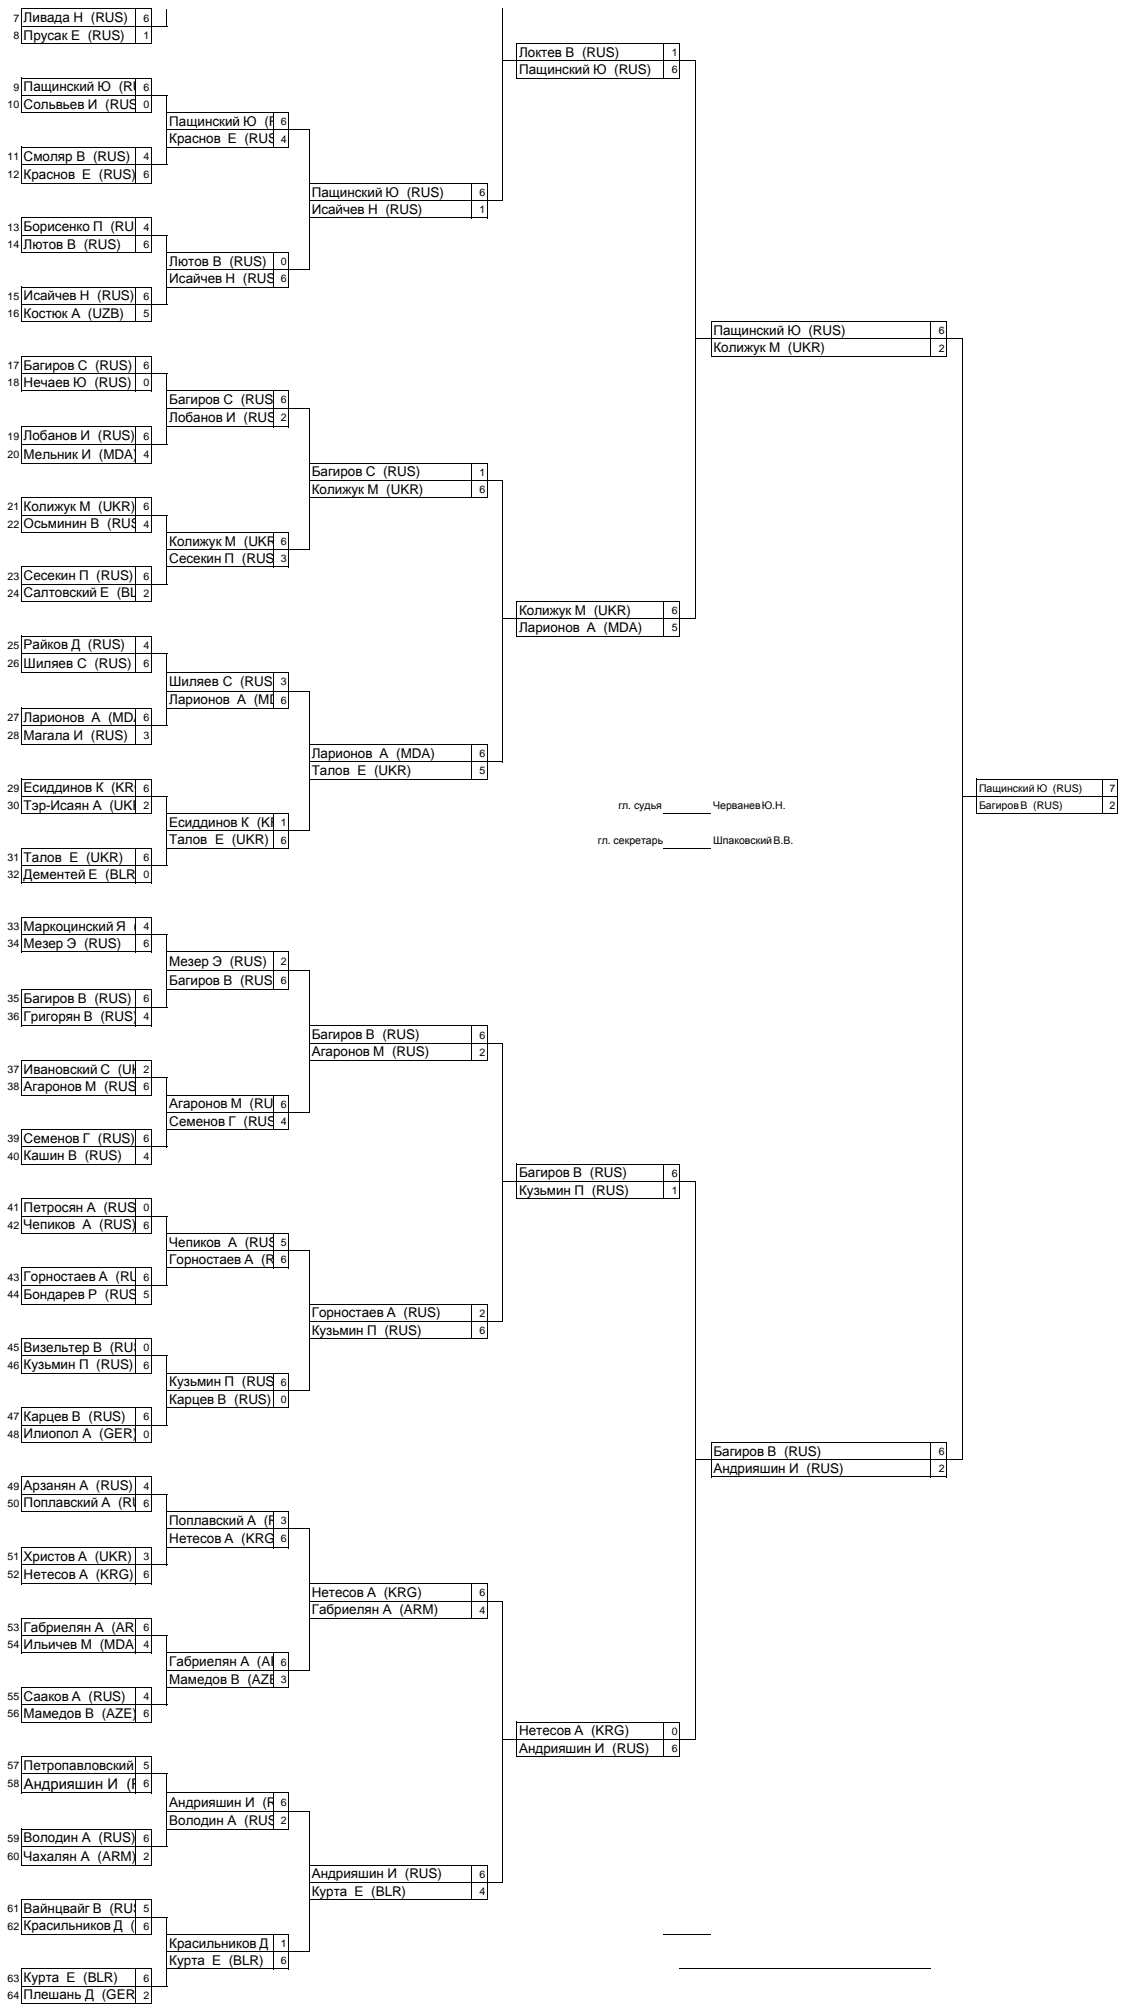 7 Ливада Н (RUS) 6
8 Прусак Е (RUS) 1
Локтев В (RUS) 1
Пащинский Ю (RUS) 6
9 Пащинский Ю (RU 6
10 Сольвьев И (RUS 0
Пащинский Ю (R 6
Краснов Е (RUS 4
11 Смоляр В (RUS) 4
12 Краснов Е (RUS) 6
Пащинский Ю (RUS) 6
Исайчев Н (RUS) 1
13 Борисенко П (RU 4
14 Лютов В (RUS) 6
Лютов В (RUS) 0
Исайчев Н (RUS 6
15 Исайчев Н (RUS) 6
16 Костюк А (UZB) 5
Пащинский Ю (RUS) 6
Колижук М (UKR) 2
17 Багиров С (RUS) 6
18 Нечаев Ю (RUS) 0
Багиров С (RUS 6
Лобанов И (RUS 2
19 Лобанов И (RUS) 6
20 Мельник И (MDA) 4
Багиров С (RUS) 1
Колижук М (UKR) 6
21 Колижук М (UKR) 6
22 Осьминин В (RUS 4
Колижук М (UKR 6
Сесекин П (RUS 3
23 Сесекин П (RUS) 6
24 Салтовский Е (BL 2
Колижук М (UKR) 6
Ларионов А (MDA) 5
25 Райков Д (RUS) 4
26 Шиляев С (RUS) 6
Шиляев С (RUS 3
Ларионов А (MD 6
27 Ларионов А (MDA 6
28 Магала И (RUS) 3
Ларионов А (MDA) 6
Талов Е (UKR) 5
29 Есиддинов К (KR 6
30 Тэр-Исаян А (UKR 2
Пащинский Ю (RUS) 7
Багиров В (RUS) 2
гл. судья Черванев Ю.Н.
Есиддинов К (KR 1
Талов Е (UKR) 6
гл. секретарь Шпаковский В.В.
31 Талов Е (UKR) 6
32 Дементей Е (BLR 0
33 Маркоцинский Я ( 4
34 Мезер Э (RUS) 6
Мезер Э (RUS) 2
Багиров В (RUS 6
35 Багиров В (RUS) 6
36 Григорян В (RUS) 4
Багиров В (RUS) 6
Агаронов М (RUS) 2
37 Ивановский С (UK 2
38 Агаронов М (RUS 6
Агаронов М (RU 6
Семенов Г (RUS 4
39 Семенов Г (RUS) 6
40 Кашин В (RUS) 4
Багиров В (RUS) 6
Кузьмин П (RUS) 1
41 Петросян А (RUS 0
42 Чепиков А (RUS) 6
Чепиков А (RUS 5
Горностаев А (R 6
43 Горностаев А (RU 6
44 Бондарев Р (RUS 5
Горностаев А (RUS) 2
Кузьмин П (RUS) 6
45 Визельтер В (RUS 0
46 Кузьмин П (RUS) 6
Кузьмин П (RUS 6
Карцев В (RUS) 0
47 Карцев В (RUS) 6
48 Илиопол А (GER) 0
Багиров В (RUS) 6
Андрияшин И (RUS) 2
49 Арзанян А (RUS) 4
50 Поплавский А (RU 6
Поплавский А (R 3
Нетесов А (KRG 6
51 Христов А (UKR) 3
52 Нетесов А (KRG) 6
Нетесов А (KRG) 6
Габриелян А (ARM) 4
53 Габриелян А (AR 6
54 Ильичев М (MDA 4
Габриелян А (AR 6
Мамедов В (AZE 3
55 Сааков А (RUS) 4
56 Мамедов В (AZE) 6
Нетесов А (KRG) 0
Андрияшин И (RUS) 6
57 Петропавловский 5
58 Андрияшин И (R 6
Андрияшин И (R 6
Володин А (RUS 2
59 Володин А (RUS) 6
60 Чахалян А (ARM) 2
Андрияшин И (RUS) 6
Курта Е (BLR) 4
61 Вайнцвайг В (RUS 5
62 Красильников Д ( 6
Красильников Д 1
Курта Е (BLR) 6
63 Курта Е (BLR) 6
64 Плешань Д (GER 2